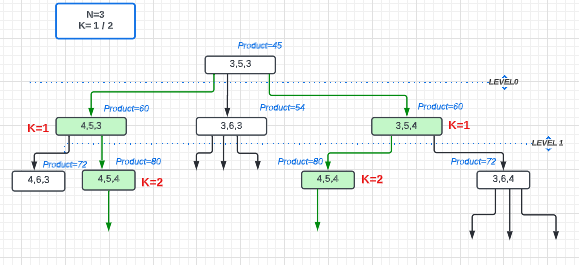 N=3
K= 1 / 2
Product=45
3,5,3
LEVEL0
Product=60
Product=54
Product=60
K=1
4,5,3
3,6,3
3,5,4
K=1
LEVEL 1
Product=72
Product=80
Product=80
Product=72
4,6,3
4,5,4
K=2
4,5,4
K=2
3,6,4